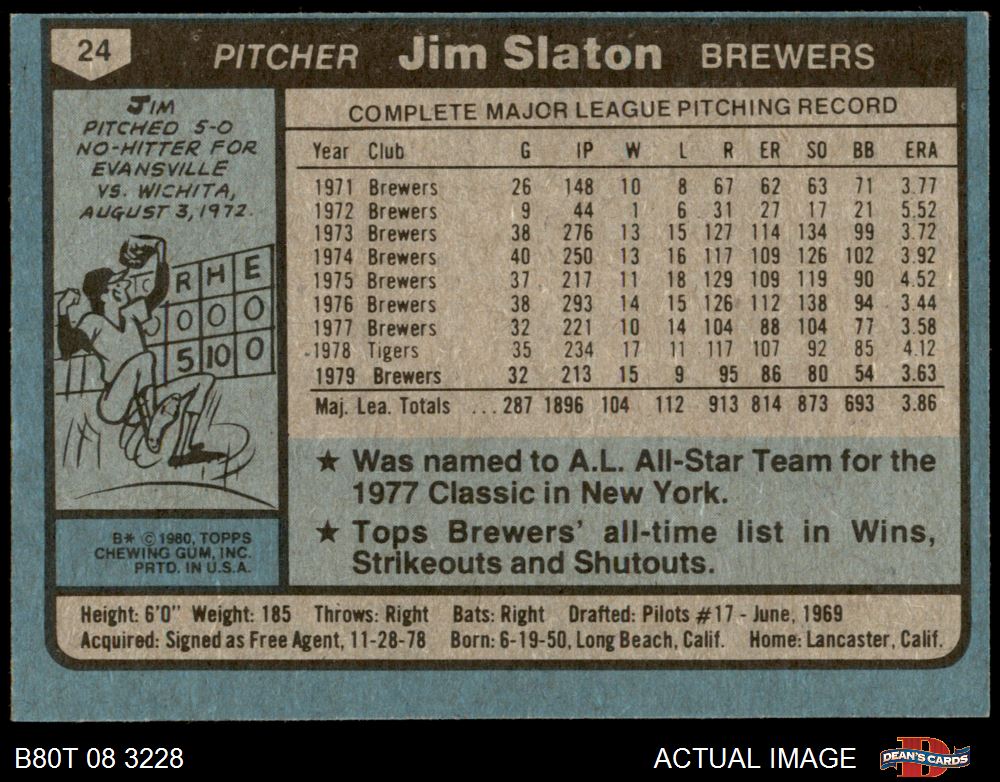 24 PITCHER Jim Slaton BREWERS
JIM
PITCHED 5-0
NO-HITTER FOR
EVANSVILLE
VS. WICHITA,
AUGUST 3, 1972.
R H E
0 0 0
5 10 0
B* © 1980, TOPPS
CHEWING GUM, INC.
PRTD. IN U.S.A.
COMPLETE MAJOR LEAGUE PITCHING RECORD
Year Club G IP W L R ER SO BB ERA
1971 Brewers 26 148 10 8 67 62 63 71 3.77
1972 Brewers 9 44 1 6 31 27 17 21 5.52
1973 Brewers 38 276 13 15 127 114 134 99 3.72
1974 Brewers 40 250 13 16 117 109 126 102 3.92
1975 Brewers 37 217 11 18 129 109 119 90 4.52
1976 Brewers 38 293 14 15 126 112 138 94 3.44
1977 Brewers 32 221 10 14 104 88 104 77 3.58
1978 Tigers 35 234 17 11 117 107 92 85 4.12
1979 Brewers 32 213 15 9 95 86 80 54 3.63
Maj. Lea. Totals ... 287 1896 104 112 913 814 873 693 3.86
★ Was named to A.L. All-Star Team for the
1977 Classic in New York.
★ Tops Brewers' all-time list in Wins,
Strikeouts and Shutouts.
Height: 6'0" Weight: 185 Throws: Right Bats: Right Drafted: Pilots #17 - June, 1969
Acquired: Signed as Free Agent, 11-28-78 Born: 6-19-50, Long Beach, Calif. Home: Lancaster, Calif.
B80T 08 3228 ACTUAL IMAGE DEAN'S CARDS